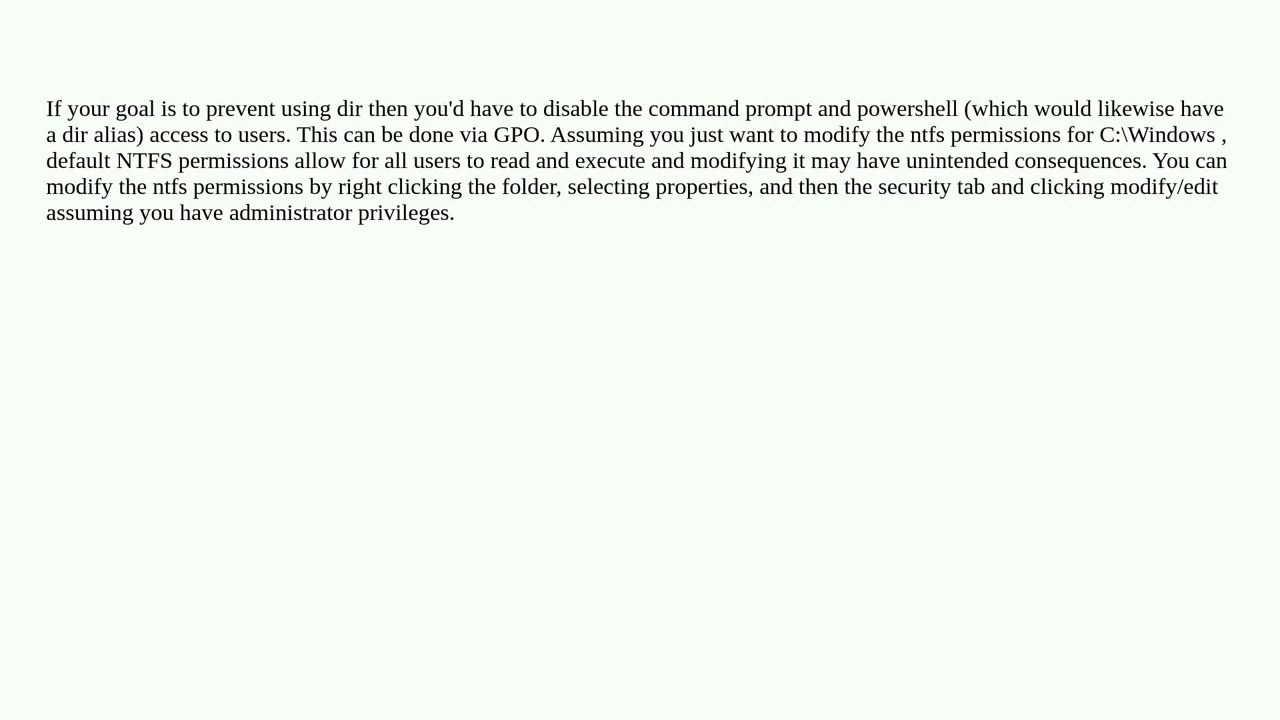 If your goal is to prevent using dir then you'd have to disable the command prompt and powershell (which would likewise have
a dir alias) access to users. This can be done via GPO. Assuming you just want to modify the ntfs permissions for C:\Windows ,
default NTFS permissions allow for all users to read and execute and modifying it may have unintended consequences. You can
modify the ntfs permissions by right clicking the folder, selecting properties, and then the security tab and clicking modify/edit
assuming you have administrator privileges.